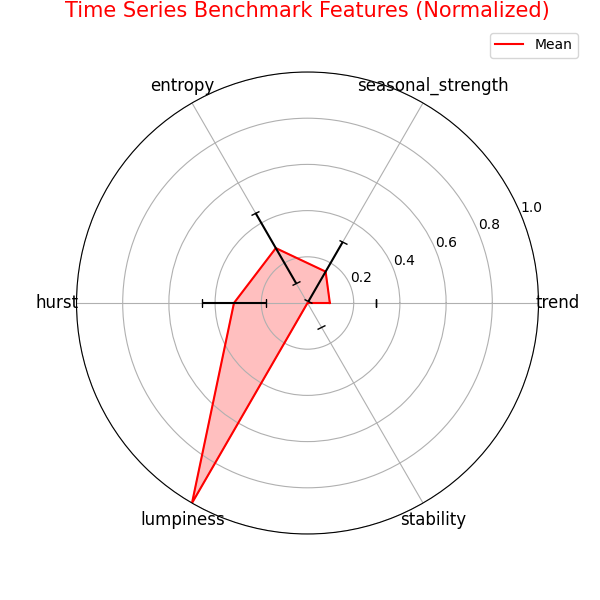 Time Series Benchmark Features (Normalized)
Mean
entropy
seasonal_strength
1.0
0.8
0.6
0.4
0.2
hurst
trend
lumpiness
stability